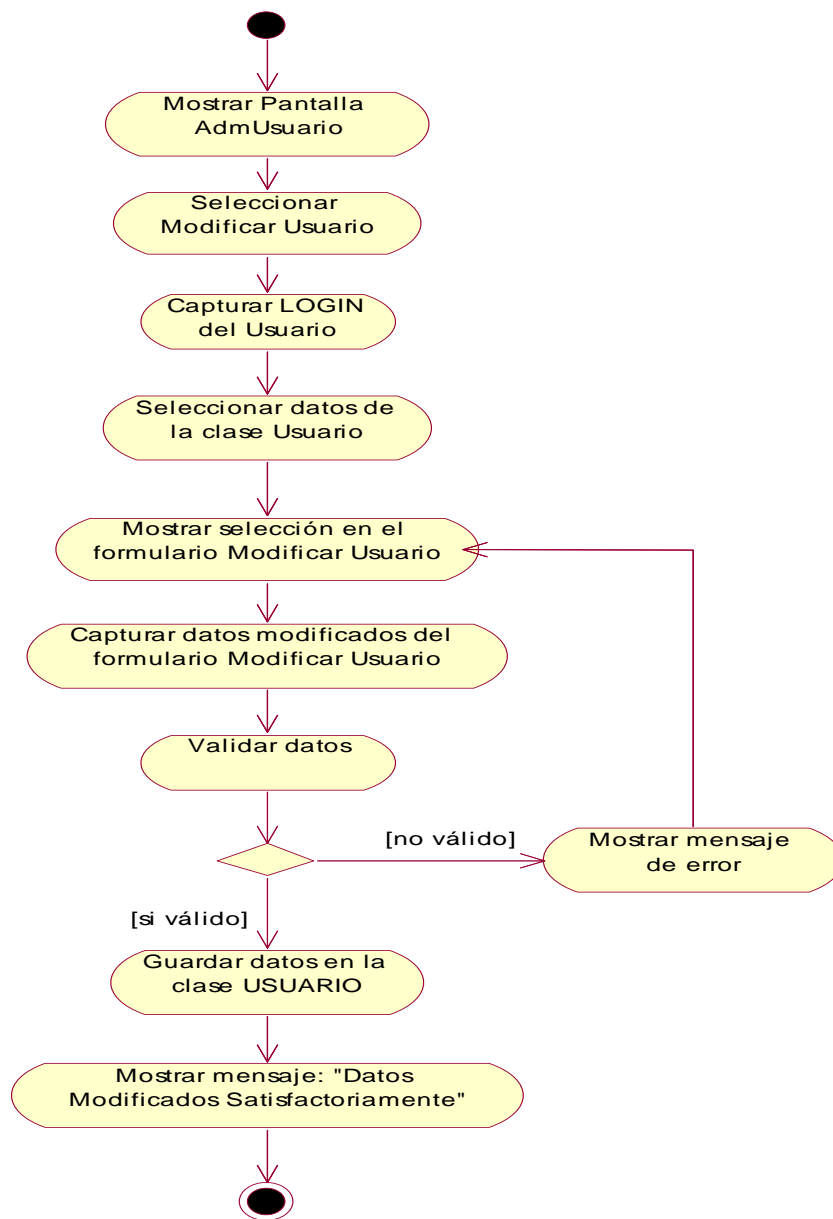 Mostrar Pantalla
AdmUsuario
Seleccionar
Modificar Usuario
Capturar LOGIN
del Usuario
Seleccionar datos de
la clase Usuario
Mostrar selección en el
formulario Modificar Usuario
Capturar datos modificados del
formulario Modificar Usuario
Validar datos
[no válido]
Mostrar mensaje
de error
[si válido]
Guardar datos en la
clase USUARIO
Mostrar mensaje: "Datos
Modificados Satisfactoriamente"